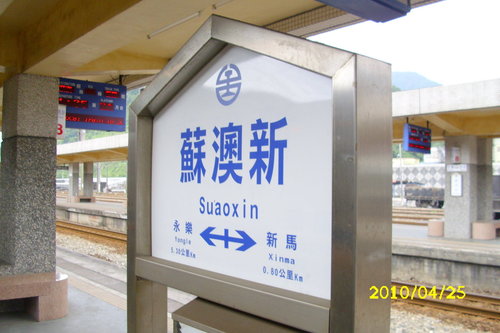 蘇澳新
Suaoxin
永樂
Yongle
5.30公里Km
新馬
Xinma
0.80公里Km
2010/04/25